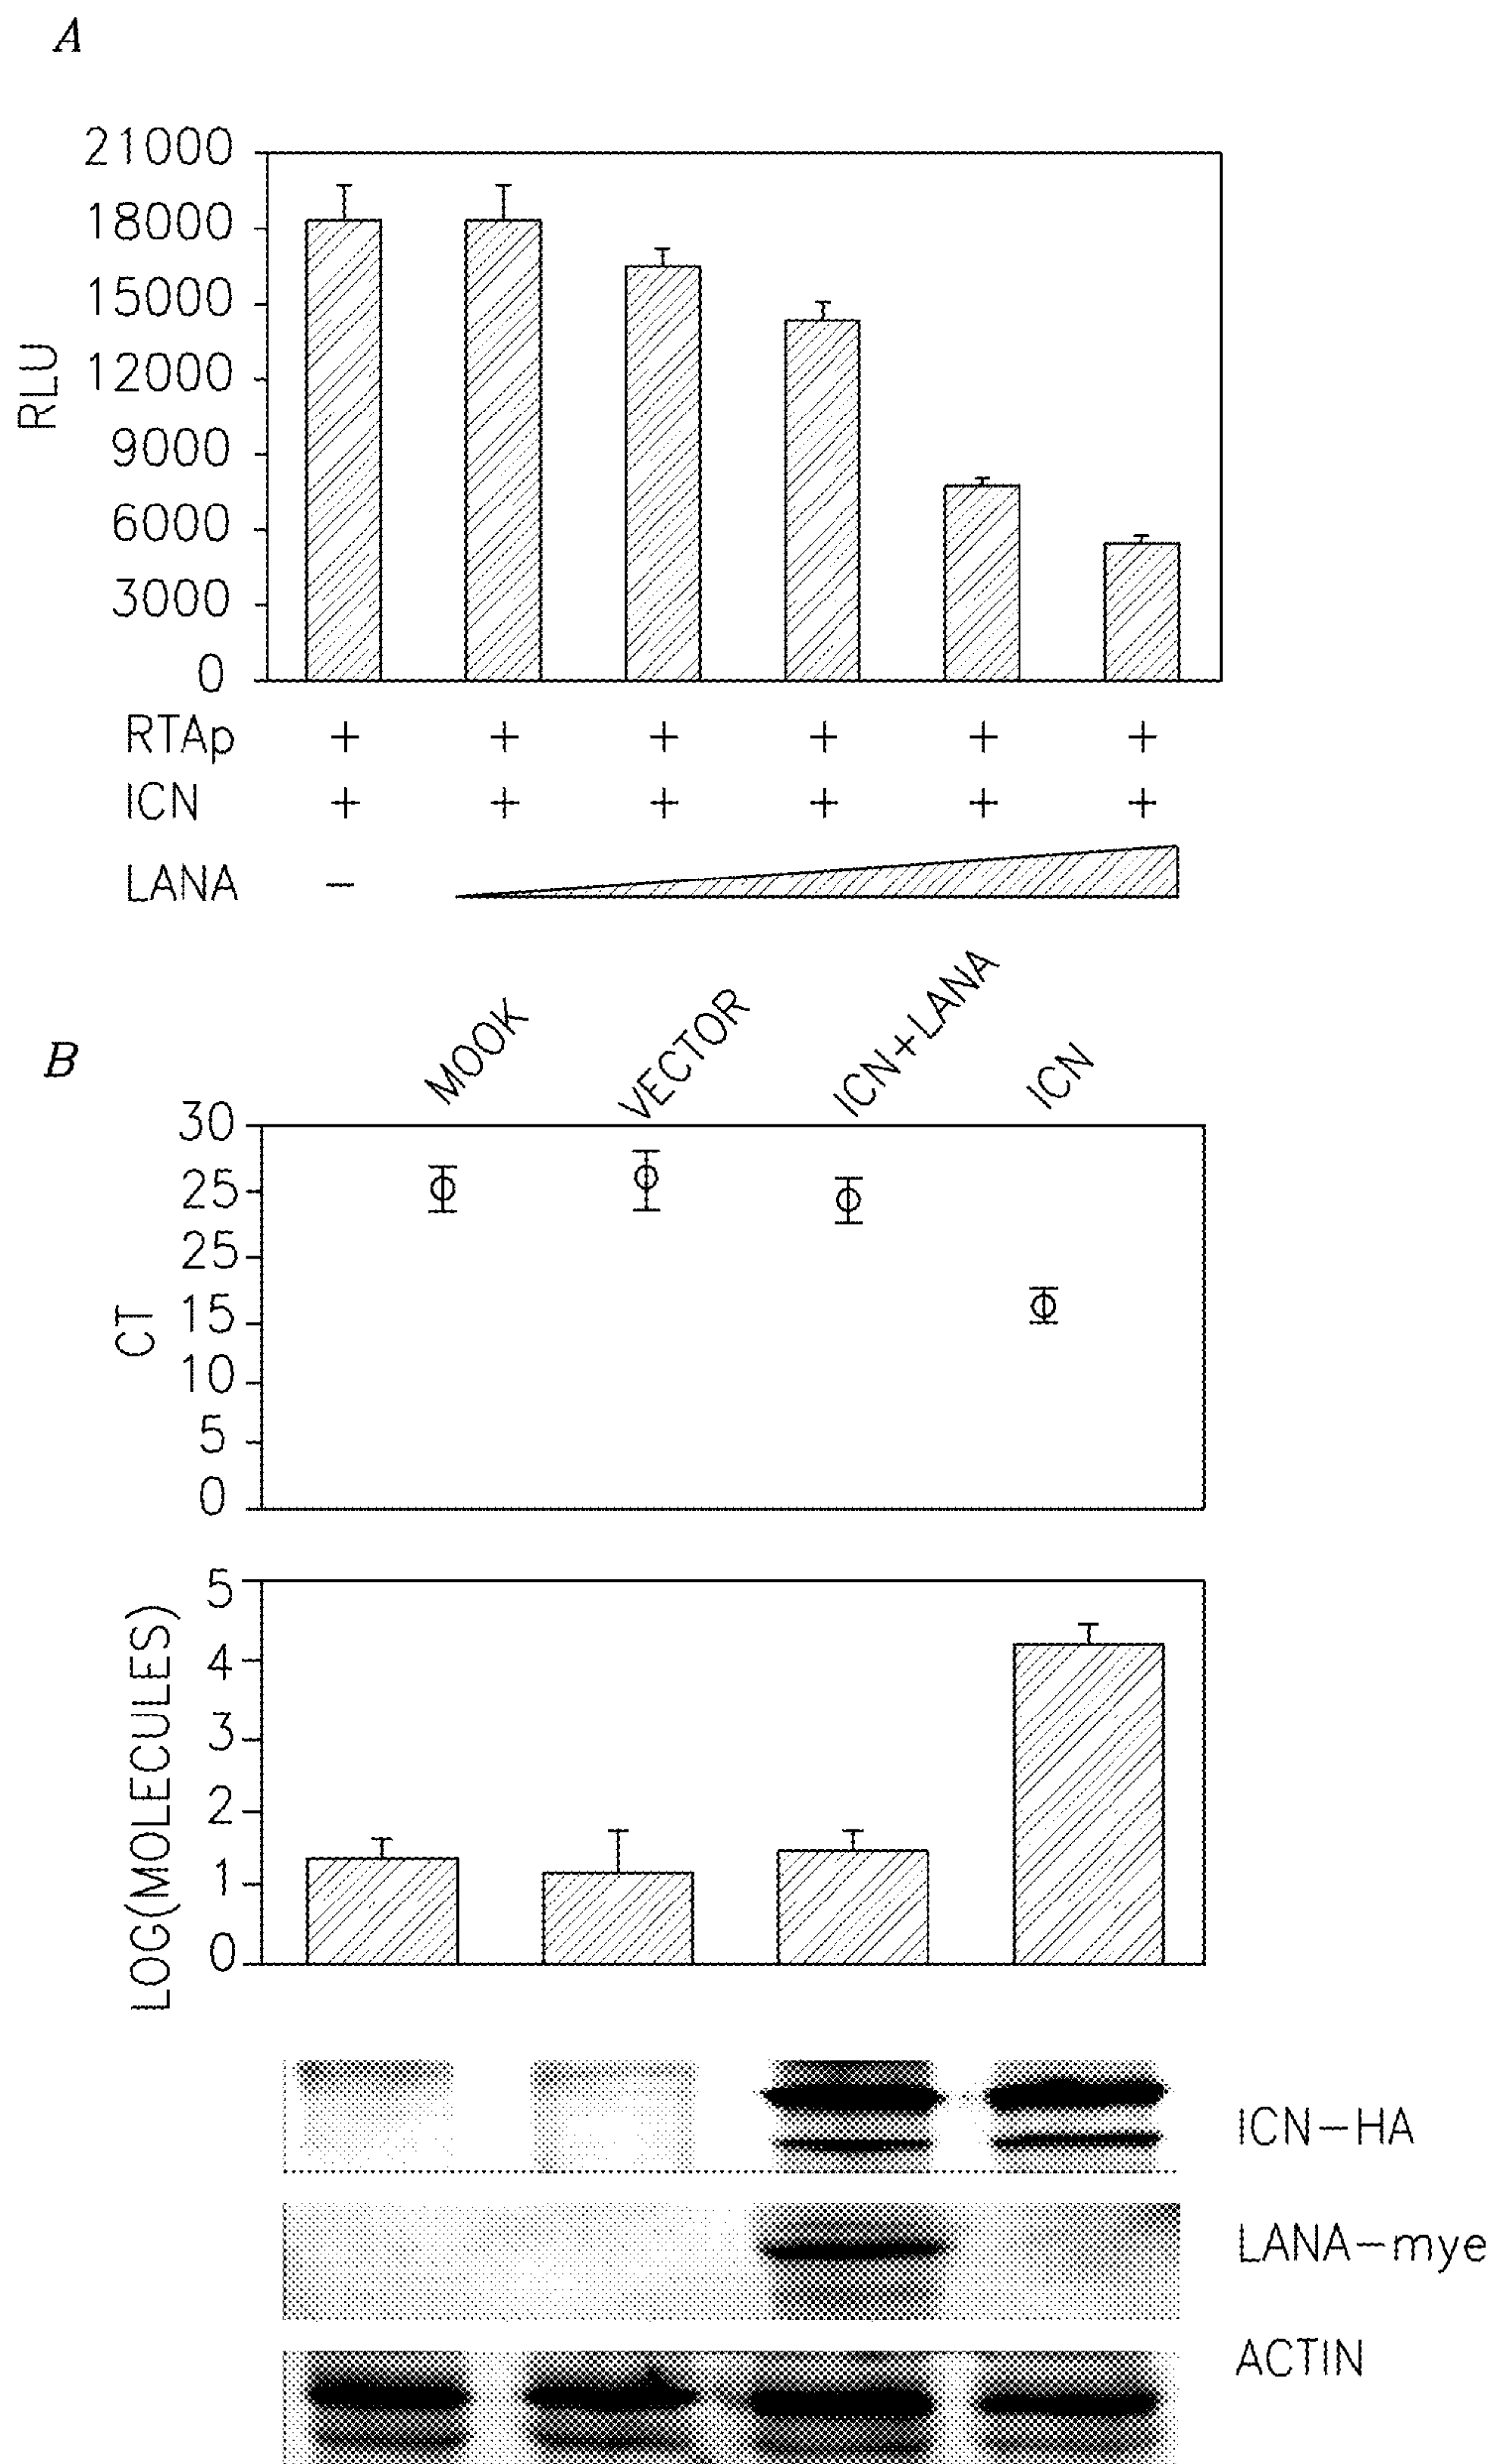 A
21000
18000
15000
12000
9000
6000
3000
0
RLU
RTAp + + + + + +
ICN + + + + + +
LANA −
B
MOOK VECTOR ICN+LANA ICN
30
25
25
15
10
5
0
CT
5
4
3
2
1
0
LOG(MOLECULES)
ICN−HA
LANA−mye
ACTIN